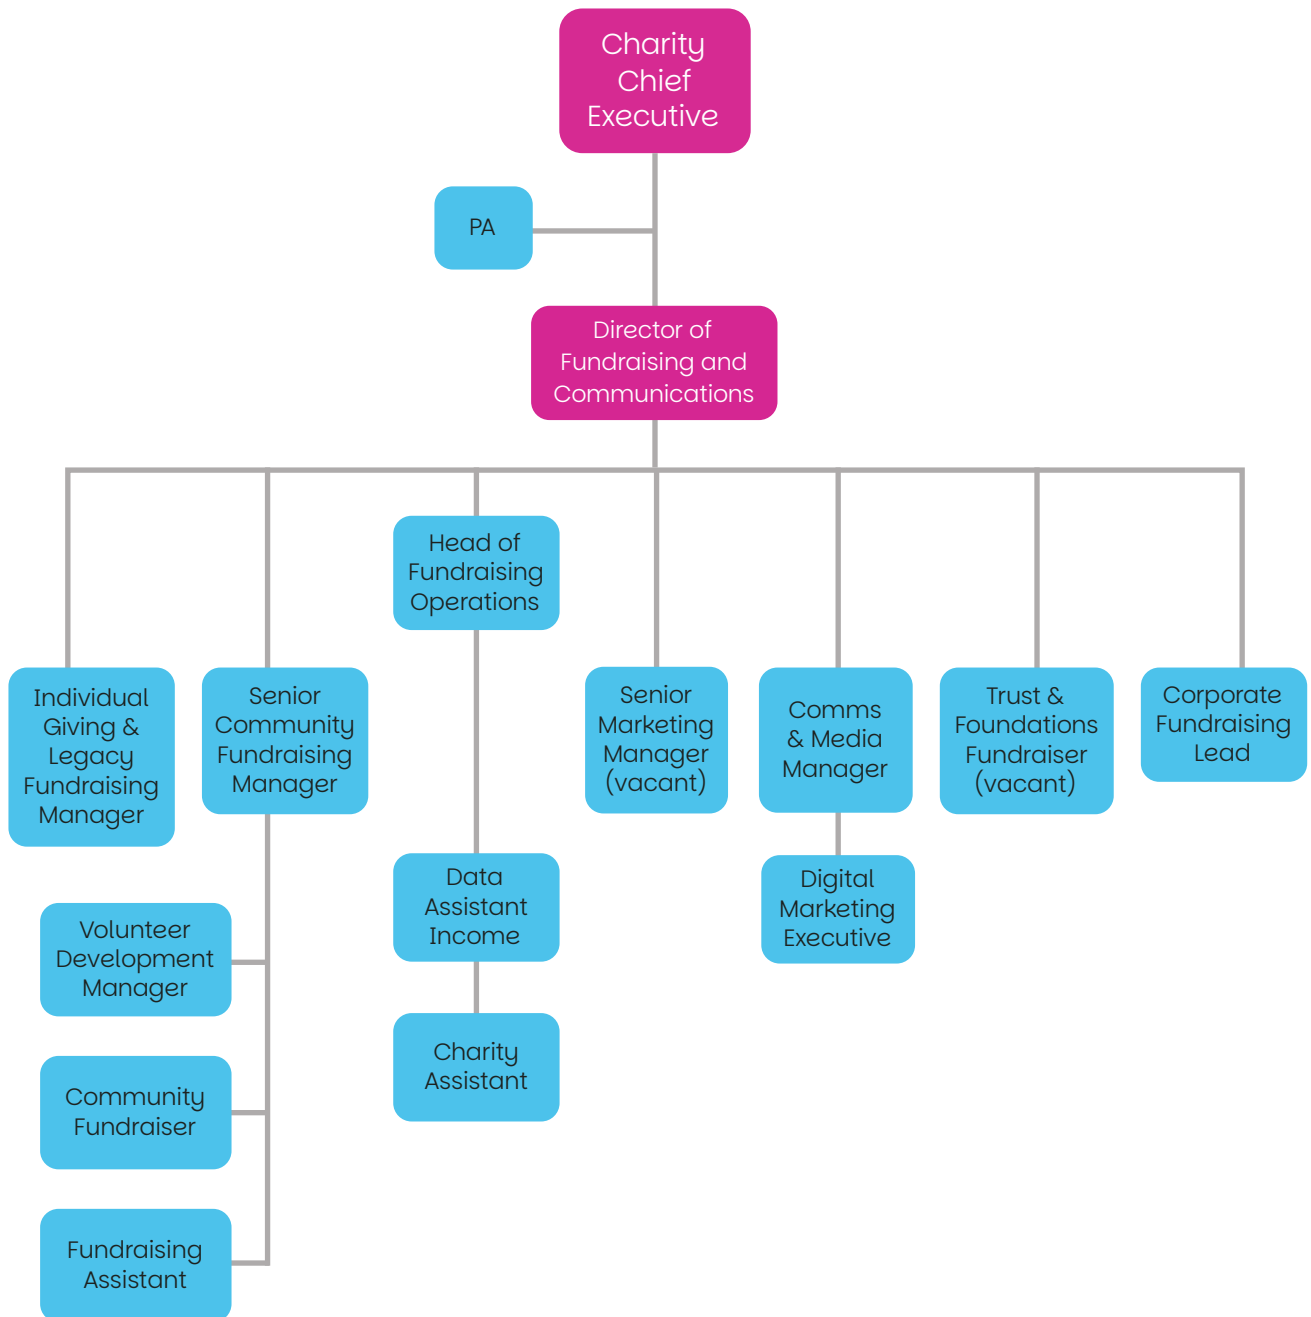 Charity
Chief
Executive
PA
Director of
Fundraising and
Communications
Head of
Fundraising
Operations
Individual
Giving &
Legacy
Fundraising
Manager
Senior
Community
Fundraising
Manager
Senior
Marketing
Manager
(vacant)
Comms
& Media
Manager
Trust &
Foundations
Fundraiser
(vacant)
Corporate
Fundraising
Lead
Volunteer
Development
Manager
Data
Assistant
Income
Digital
Marketing
Executive
Community
Fundraiser
Charity
Assistant
Fundraising
Assistant